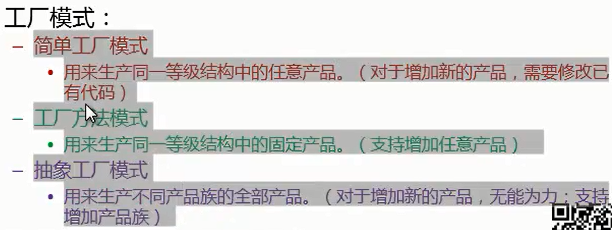 工厂模式：
– 简单工厂模式
• 用来生产同一等级结构中的任意产品。（对于增加新的产品，需要修改已
有代码）
– 工厂方法模式
• 用来生产同一等级结构中的固定产品。（支持增加任意产品）
– 抽象工厂模式
• 用来生产不同产品族的全部产品。（对于增加新的产品，无能为力；支持
增加产品族）